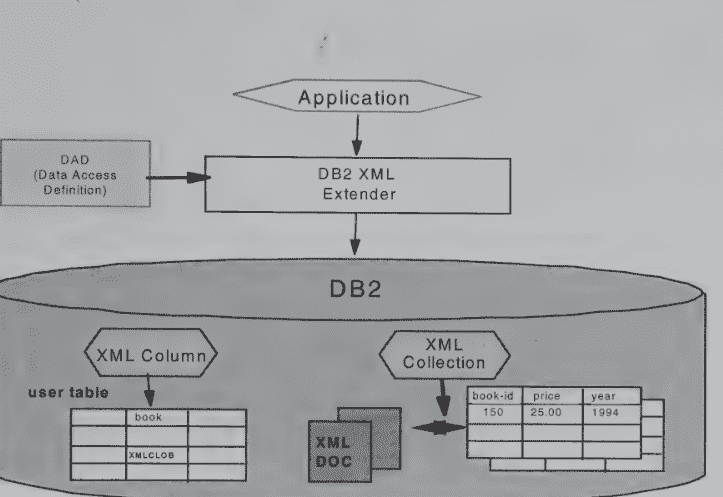 Application
DAD
(Data Access
Definition)
DB2 XML
Extender
DB2
XML Column
XML
Collection
user table
book
XMLCLOB
XML
DOC
book-id price year
150 25.00 1994